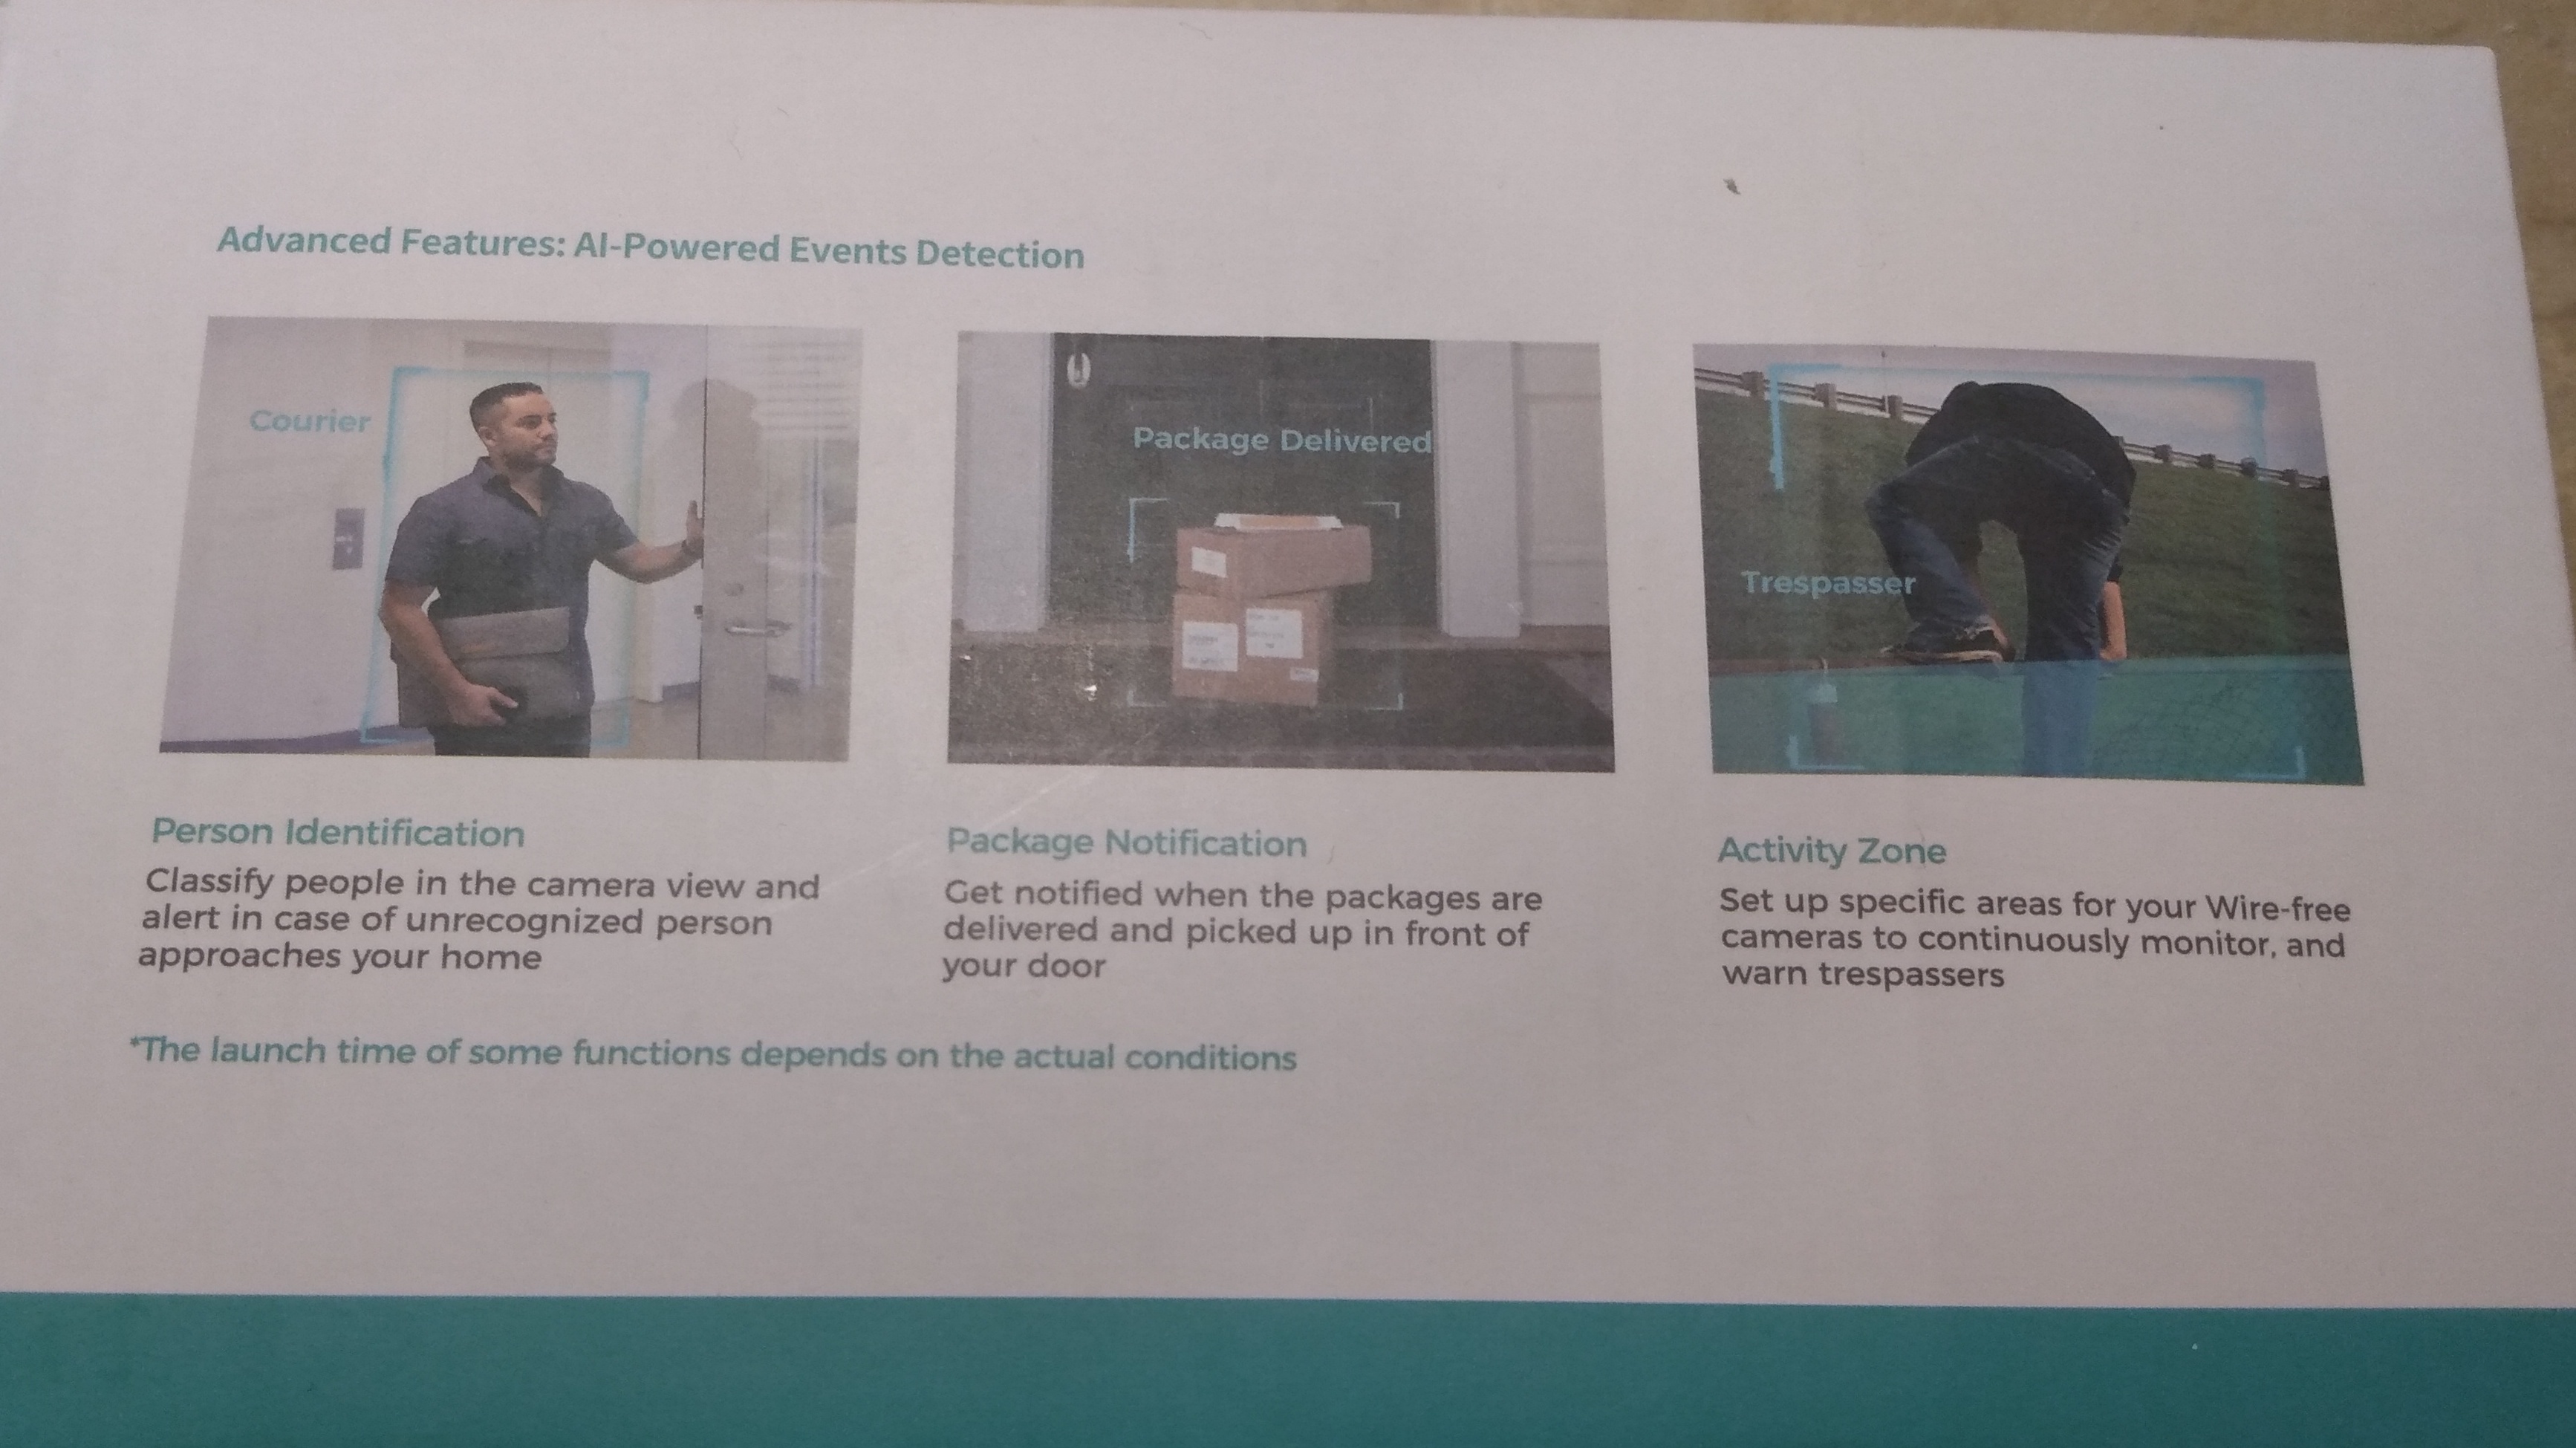 Advanced Features: AI-Powered Events Detection
Courier
Package Delivered
Trespasser
Person Identification
Classify people in the camera view and
alert in case of unrecognized person
approaches your home
Package Notification
Get notified when the packages are
delivered and picked up in front of
your door
Activity Zone
Set up specific areas for your Wire-free
cameras to continuously monitor, and
warn trespassers
*The launch time of some functions depends on the actual conditions